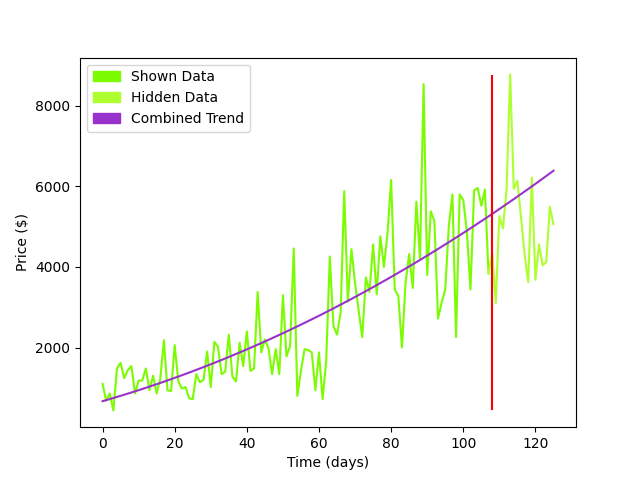 Shown Data
Hidden Data
Combined Trend
8000
6000
4000
2000
Price ($)
0 20 40 60 80 100 120
Time (days)